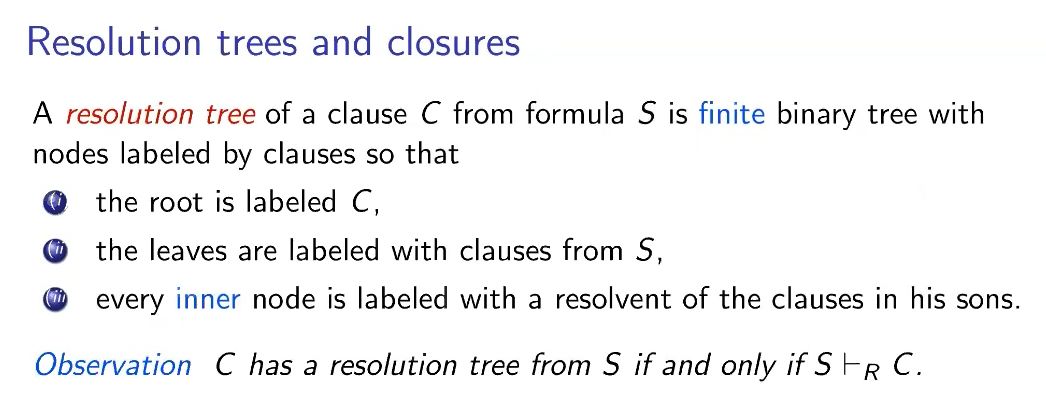 Resolution trees and closures
A resolution tree of a clause C from formula S is finite binary tree with
nodes labeled by clauses so that
(i) the root is labeled C,
(ii) the leaves are labeled with clauses from S,
(iii) every inner node is labeled with a resolvent of the clauses in his sons.
Observation C has a resolution tree from S if and only if S ⊢R C.